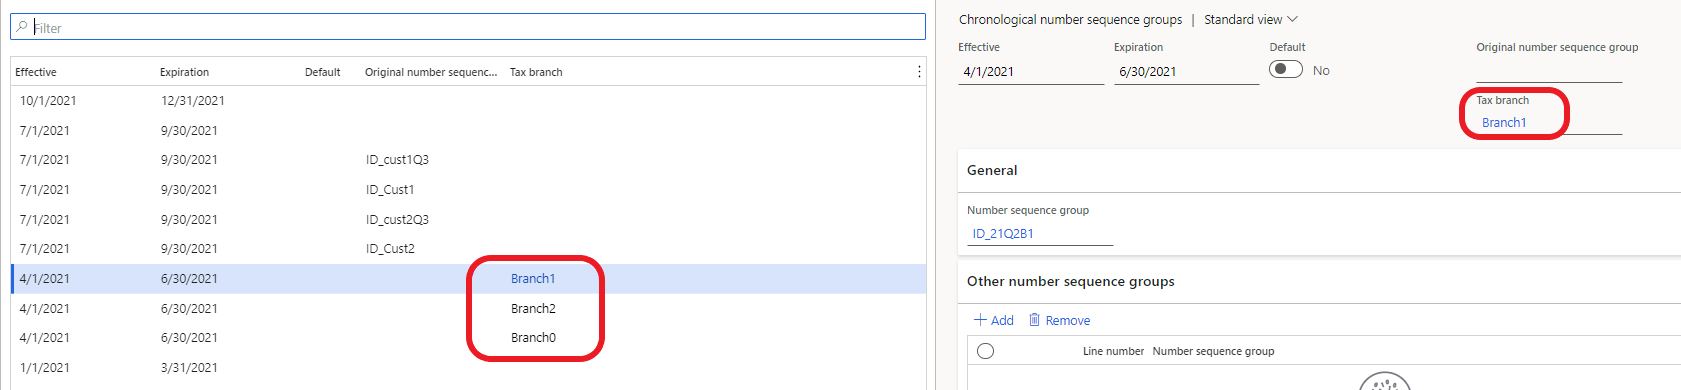 Filter
Effective Expiration Default Original number sequenc... Tax branch
10/1/2021 12/31/2021
7/1/2021 9/30/2021
7/1/2021 9/30/2021 ID_cust1Q3
7/1/2021 9/30/2021 ID_Cust1
7/1/2021 9/30/2021 ID_cust2Q3
7/1/2021 9/30/2021 ID_Cust2
4/1/2021 6/30/2021 Branch1
4/1/2021 6/30/2021 Branch2
4/1/2021 6/30/2021 Branch0
1/1/2021 3/31/2021
Chronological number sequence groups | Standard view
Effective Expiration Default Original number sequence group
4/1/2021 6/30/2021 No
Tax branch
Branch1
General
Number sequence group
ID_21Q2B1
Other number sequence groups
Add Remove
Line number Number sequence group